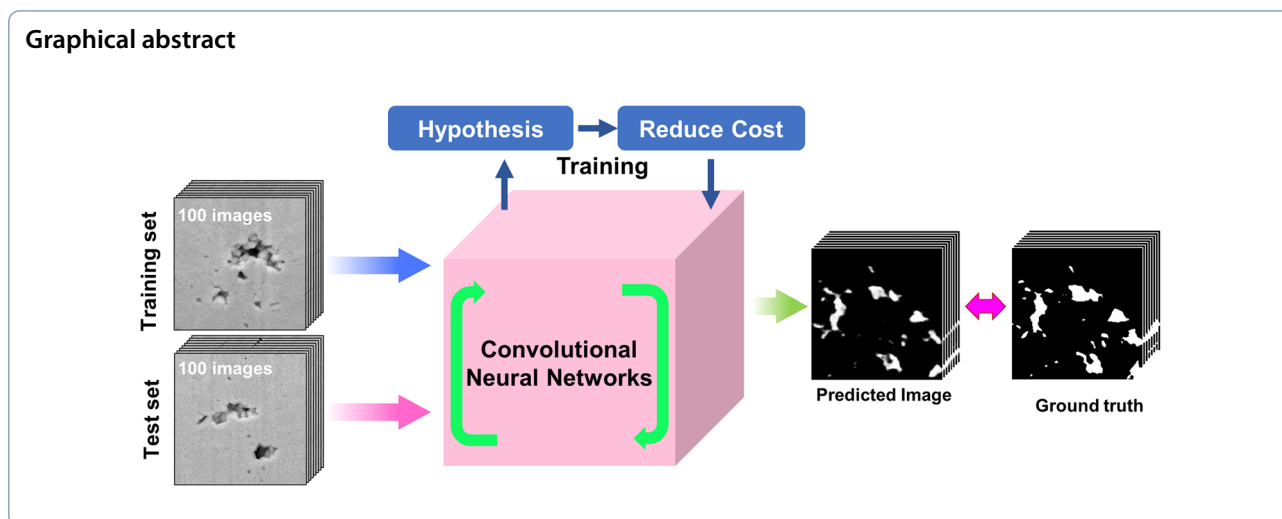 Graphical abstract
Hypothesis
Reduce Cost
Training
Training set
100 images
Test set
100 images
Convolutional
Neural Networks
Predicted Image
Ground truth